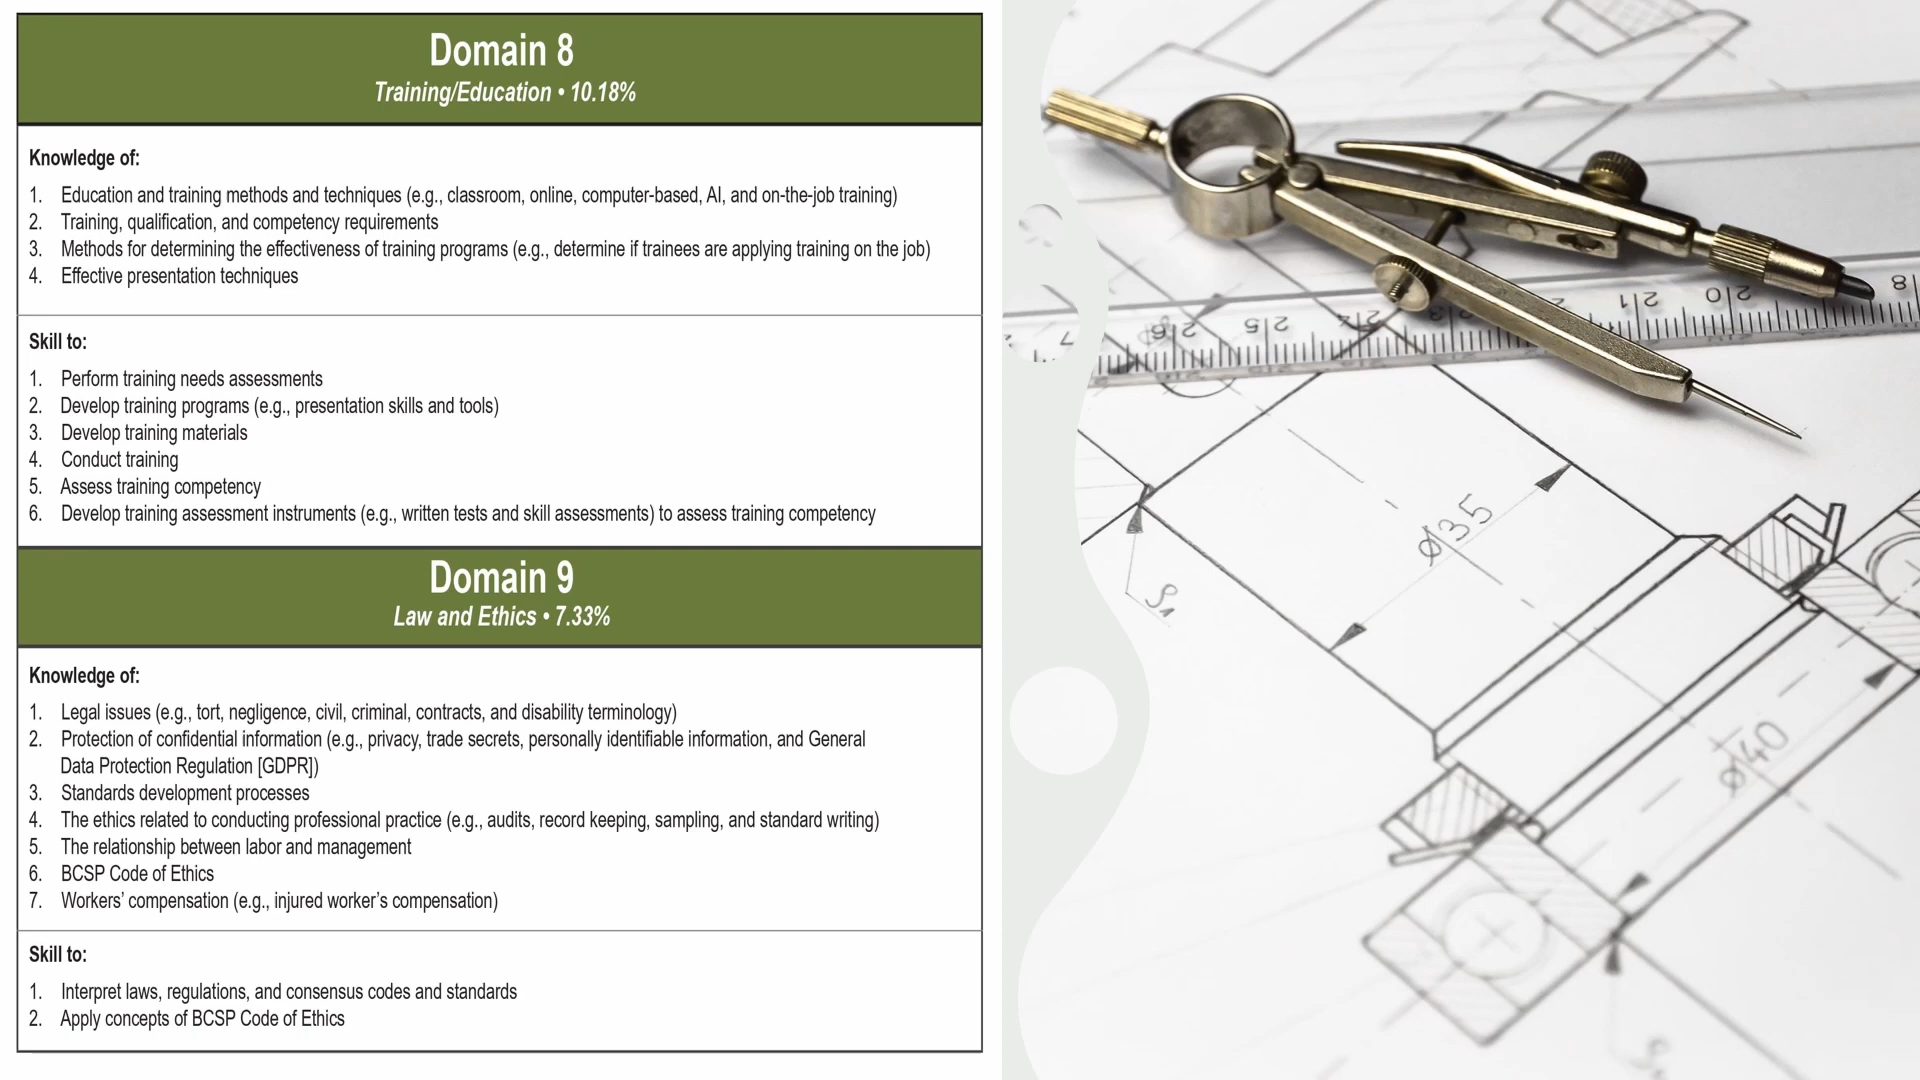 Domain 8
Training/Education • 10.18%
Knowledge of:
1. Education and training methods and techniques (e.g., classroom, online, computer-based, AI, and on-the-job training)
2. Training, qualification, and competency requirements
3. Methods for determining the effectiveness of training programs (e.g., determine if trainees are applying training on the job)
4. Effective presentation techniques
Skill to:
1. Perform training needs assessments
2. Develop training programs (e.g., presentation skills and tools)
3. Develop training materials
4. Conduct training
5. Assess training competency
6. Develop training assessment instruments (e.g., written tests and skill assessments) to assess training competency
Domain 9
Law and Ethics • 7.33%
Knowledge of:
1. Legal issues (e.g., tort, negligence, civil, criminal, contracts, and disability terminology)
2. Protection of confidential information (e.g., privacy, trade secrets, personally identifiable information, and General
Data Protection Regulation [GDPR])
3. Standards development processes
4. The ethics related to conducting professional practice (e.g., audits, record keeping, sampling, and standard writing)
5. The relationship between labor and management
6. BCSP Code of Ethics
7. Workers’ compensation (e.g., injured worker’s compensation)
Skill to:
1. Interpret laws, regulations, and consensus codes and standards
2. Apply concepts of BCSP Code of Ethics
7 26 25 24 21 20
ø35
ø40